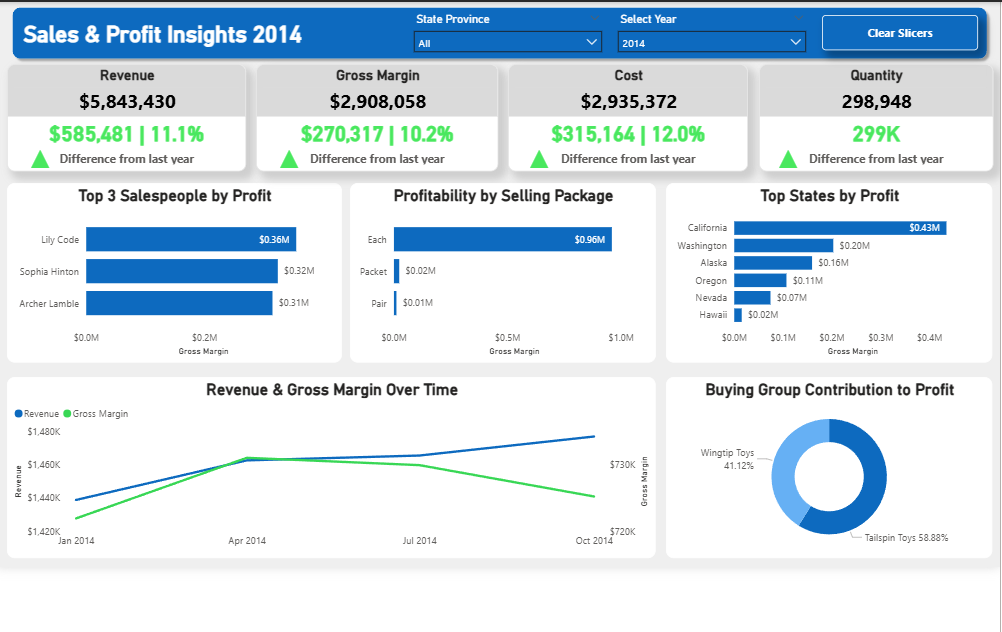 Sales & Profit Insights 2014
State Province
All
Select Year
2014
Clear Slicers
Revenue
$5,843,430
$585,481 | 11.1%
Difference from last year
Gross Margin
$2,908,058
$270,317 | 10.2%
Difference from last year
Cost
$2,935,372
$315,164 | 12.0%
Difference from last year
Quantity
298,948
299K
Difference from last year
Top 3 Salespeople by Profit
Lily Code
$0.36M
Sophia Hinton
$0.32M
Archer Lamble
$0.31M
$0.0M
$0.2M
Gross Margin
Profitability by Selling Package
Each
$0.96M
Packet
$0.02M
Pair
$0.01M
$0.0M
$0.5M
$1.0M
Gross Margin
Top States by Profit
California
$0.43M
Washington
$0.20M
Alaska
$0.16M
Oregon
$0.11M
Nevada
$0.07M
Hawaii
$0.02M
$0.0M
$0.1M
$0.2M
$0.3M
$0.4M
Gross Margin
Revenue & Gross Margin Over Time
Revenue
Gross Margin
$1,480K
$1,460K
$1,440K
$1,420K
Revenue
$730K
$720K
Gross Margin
Jan 2014
Apr 2014
Jul 2014
Oct 2014
Buying Group Contribution to Profit
Wingtip Toys
41.12%
Tailspin Toys 58.88%